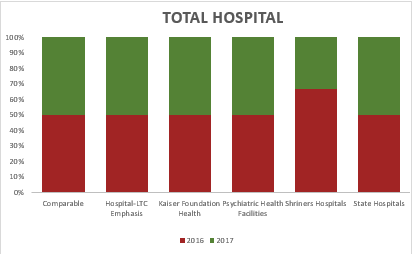 TOTAL HOSPITAL
100%
90%
80%
70%
60%
50%
40%
30%
20%
10%
0%
Comparable
Hospital-LTC
Emphasis
Kaiser Foundation
Health
Psychiatric Health
Facilities
Shriners Hospitals
State Hospitals
2016
2017